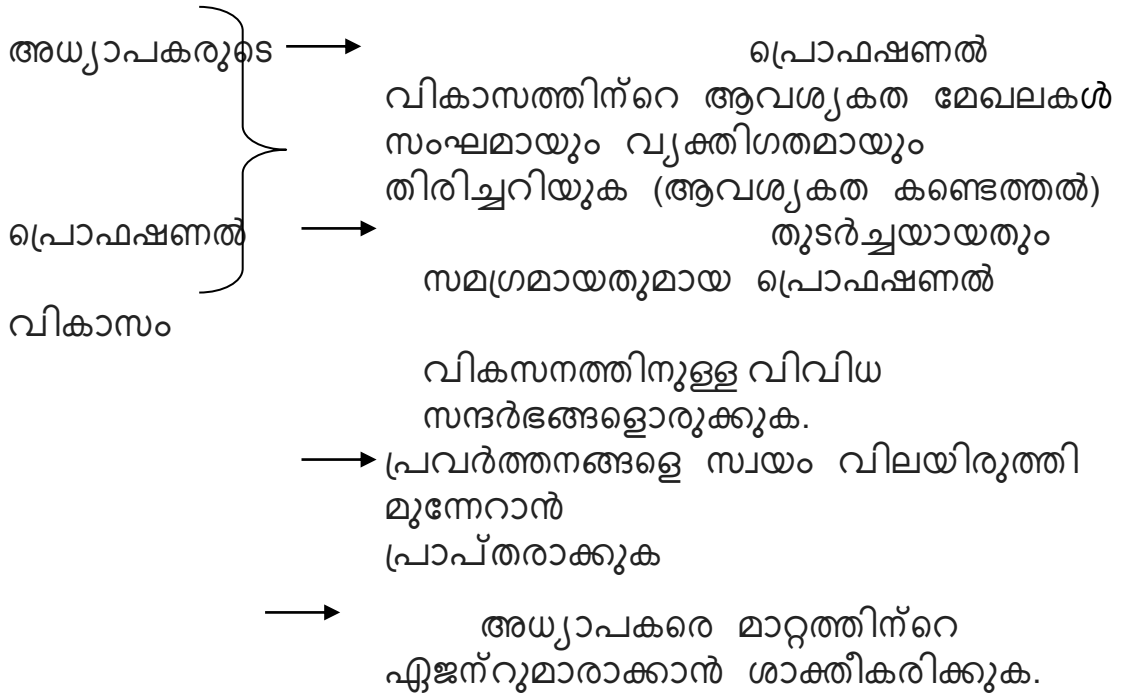 അധ്യാപകരുടെ പ്രൊഫഷണൽ
വികാസത്തിന്റെ ആവശ്യകത മേഖലകൾ
സംഘമായും വ്യക്തിഗതമായും
തിരിച്ചറിയുക (ആവശ്യകത കണ്ടെത്തൽ)
പ്രൊഫഷണൽ തുടർച്ചയായതും
സമഗ്രമായതുമായ പ്രൊഫഷണൽ
വികാസം
വികസനത്തിനുള്ള വിവിധ
സന്ദർഭങ്ങളൊരുക്കുക.
പ്രവർത്തനങ്ങളെ സ്വയം വിലയിരുത്തി
മുന്നേറാൻ
പ്രാപ്തരാക്കുക
അധ്യാപകരെ മാറ്റത്തിന്റെ
ഏജന്റുമാരാക്കാൻ ശാക്തീകരിക്കുക.